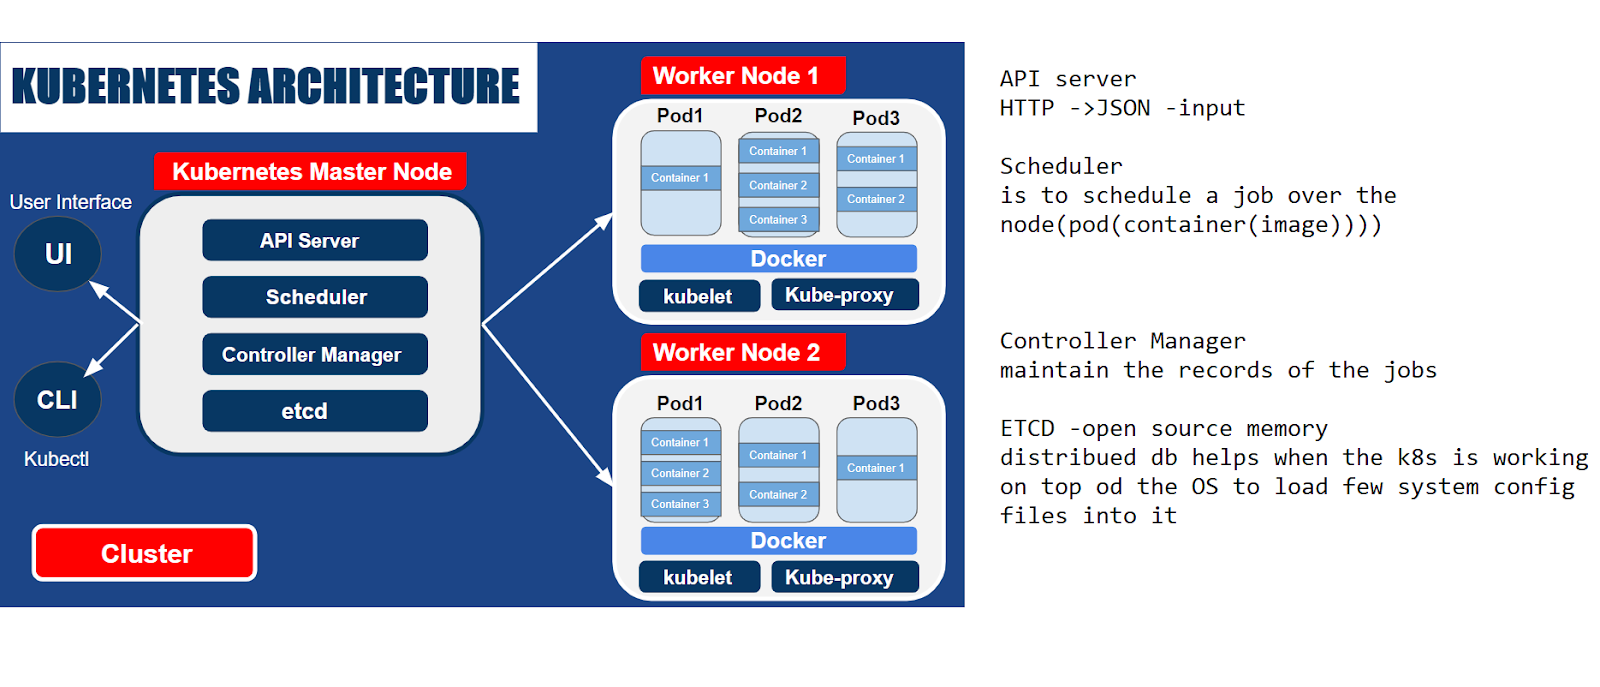 KUBERNETES ARCHITECTURE
Kubernetes Master Node
User Interface
UI
CLI
Kubectl
API Server
Scheduler
Controller Manager
etcd
Cluster
Worker Node 1
Pod1
Pod2
Pod3
Container 1
Container 1
Container 2
Container 3
Container 1
Container 2
Docker
kubelet
Kube-proxy
Worker Node 2
Pod1
Pod2
Pod3
Container 1
Container 2
Container 3
Container 1
Container 2
Container 1
Docker
kubelet
Kube-proxy
API server
HTTP ->JSON -input
Scheduler
is to schedule a job over the
node(pod(container(image))))
Controller Manager
maintain the records of the jobs
ETCD -open source memory
distribued db helps when the k8s is working
on top od the OS to load few system config
files into it